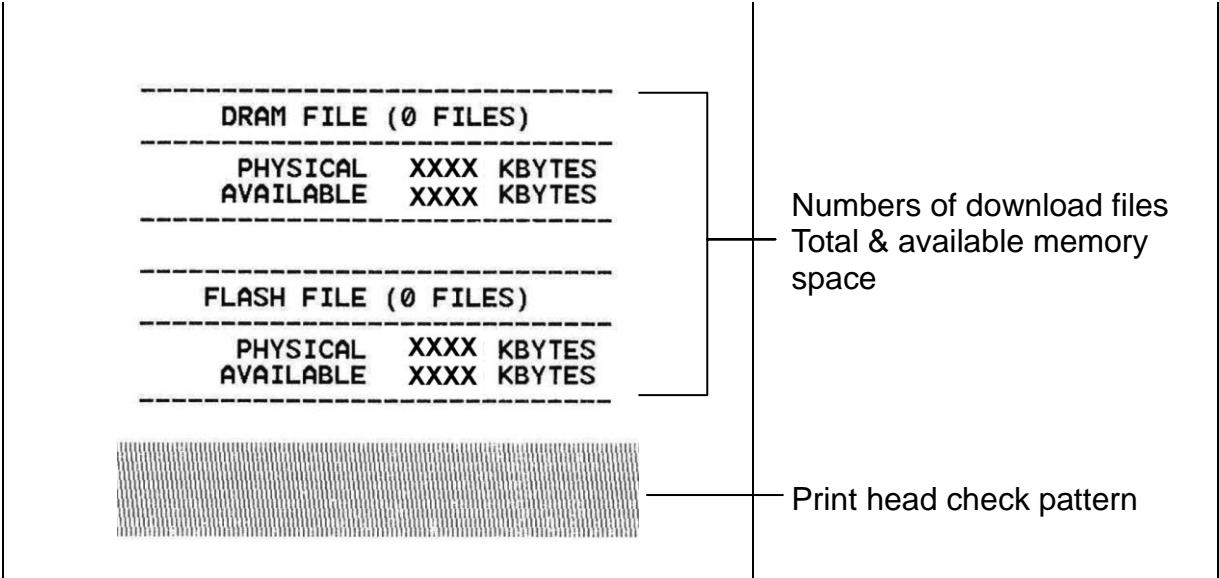 DRAM FILE (0 FILES)
PHYSICAL XXXX KBYTES
AVAILABLE XXXX KBYTES
FLASH FILE (0 FILES)
PHYSICAL XXXX KBYTES
AVAILABLE XXXX KBYTES
Numbers of download files
Total & available memory
space
Print head check pattern